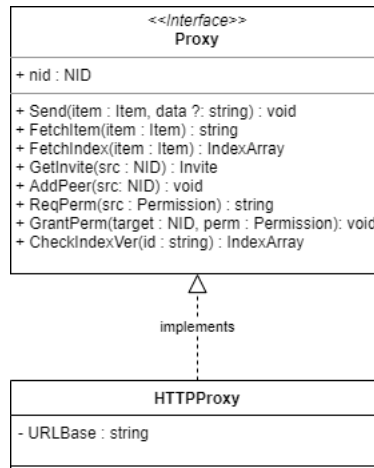 <<Interface>>
Proxy
+ nid : NID
+ Send(item : Item, data ?: string) : void
+ FetchItem(item : Item) : string
+ FetchIndex(item : Item) : IndexArray
+ GetInvite(src : NID) : Invite
+ AddPeer(src: NID) : void
+ ReqPerm(src : Permission) : string
+ GrantPerm(target : NID, perm : Permission): void
+ CheckIndexVer(id : string) : IndexArray
implements
HTTPProxy
- URLBase : string